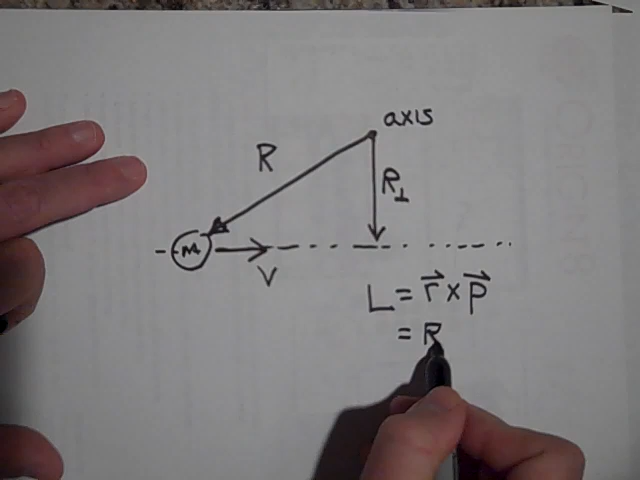 axis
R
R⊥
M
V
L = r⃗ × p⃗
= R